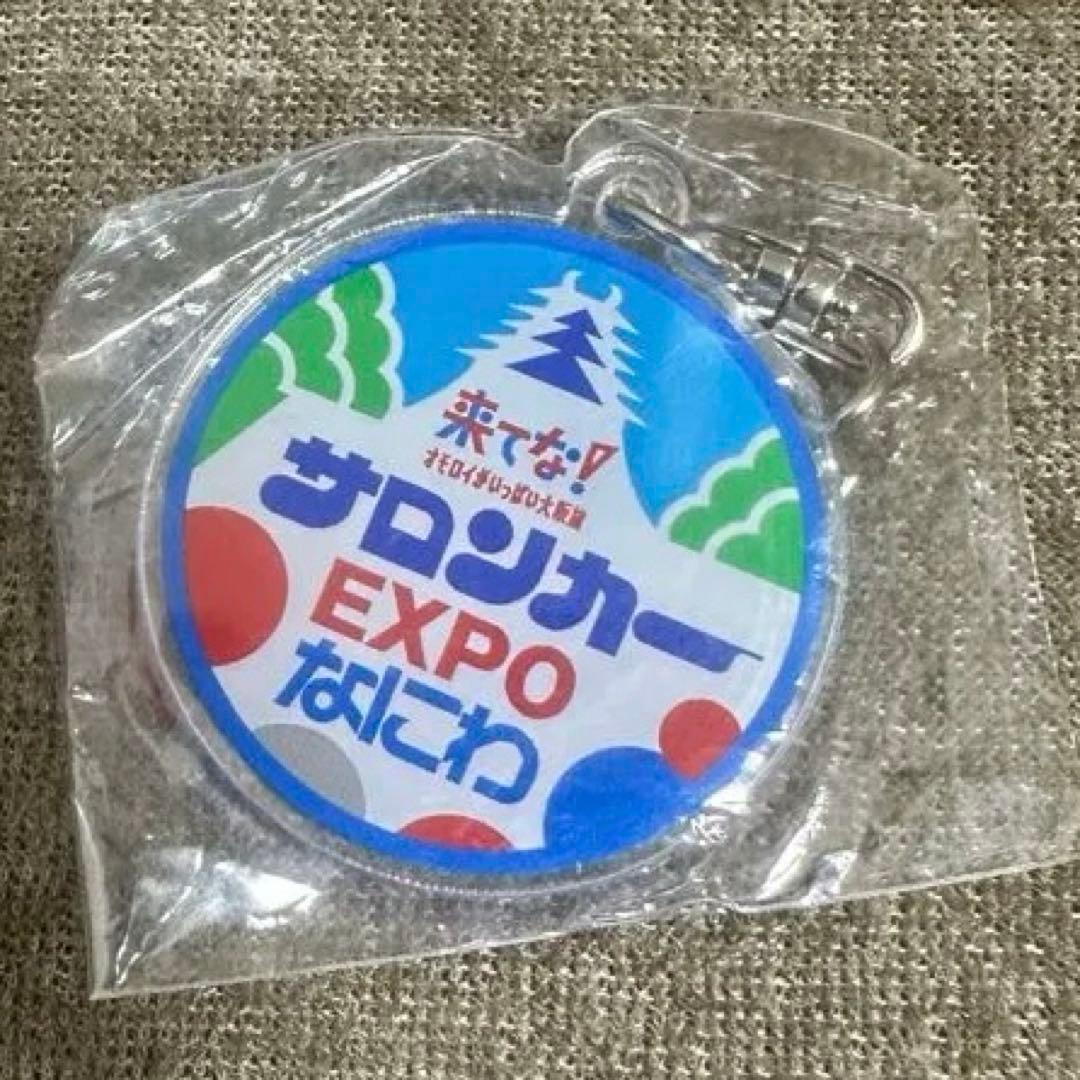 来てな!
オモロイがいっぱい大阪編
サロンカー
EXPO
なにわ